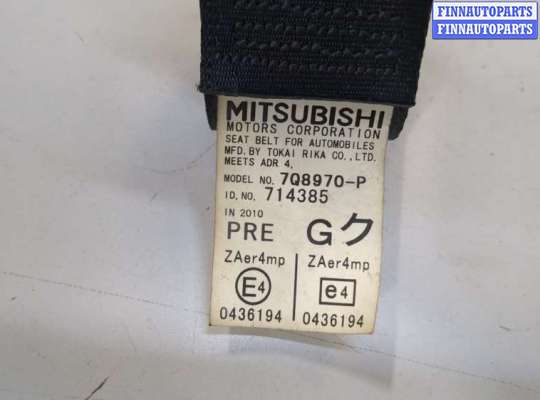 FINNAUTOPARTS
FINNAUTOPARTS
MITSUBISHI
MOTORS CORPORATION
SEAT BELT FOR AUTOMOBILES
MFD. BY TOKAI RIKA CO., LTD.
MEETS ADR 4,
MODEL NO. 7Q8970-P
ID. NO. 714385
IN 2010
PRE Gク
ZAer4mp ZAer4mp
E4 e4
0436194 0436194